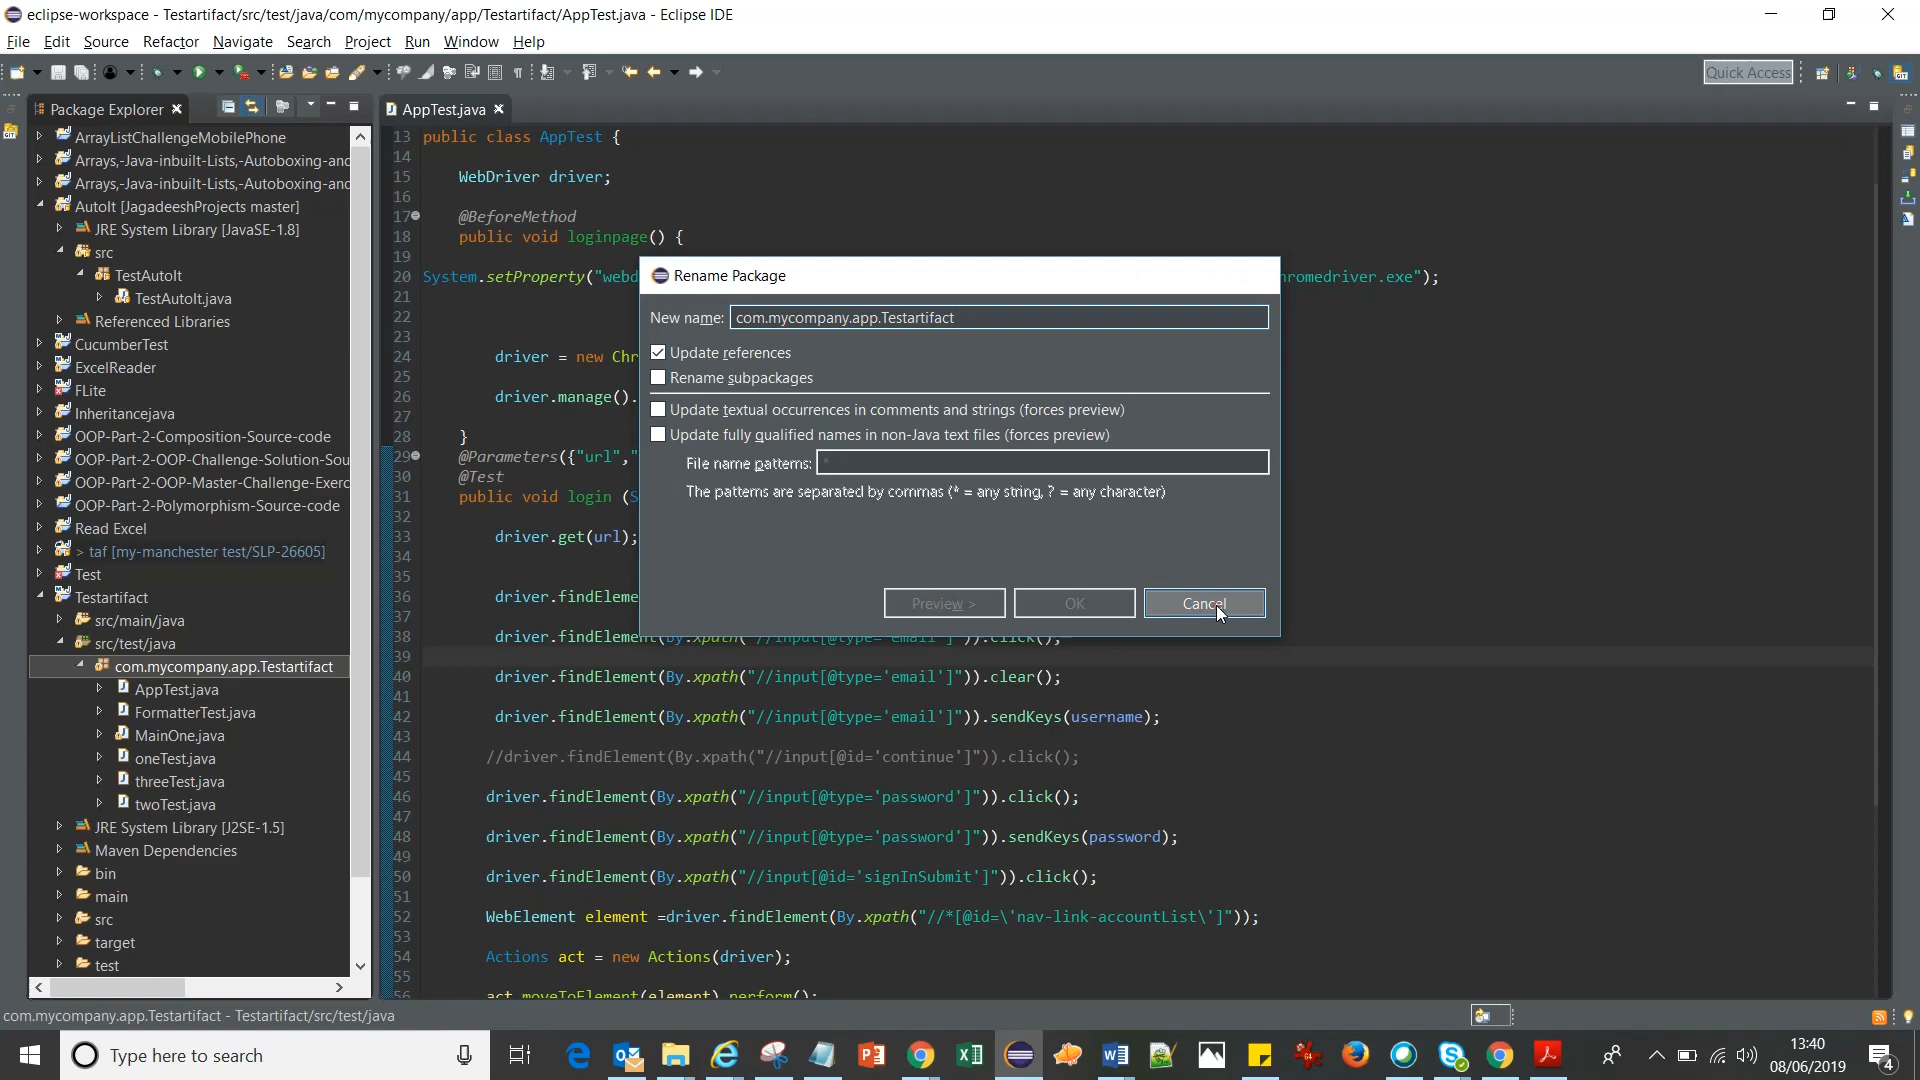 eclipse-workspace - Testartifact/src/test/java/com/mycompany/app/Testartifact/AppTest.java - Eclipse IDE
File Edit Source Refactor Navigate Search Project Run Window Help
Quick Access
Package Explorer
AppTest.java
ArrayListChallengeMobilePhone
Arrays,-Java-inbuilt-Lists,-Autoboxing-and
Arrays,-Java-inbuilt-Lists,-Autoboxing-and
AutoIt [JagadeeshProjects master]
JRE System Library [JavaSE-1.8]
src
TestAutoIt
TestAutoIt.java
Referenced Libraries
CucumberTest
ExcelReader
FLite
Inheritancejava
OOP-Part-2-Composition-Source-code
OOP-Part-2-OOP-Challenge-Solution-Sou
OOP-Part-2-OOP-Master-Challenge-Exerc
OOP-Part-2-Polymorphism-Source-code
Read Excel
> taf [my-manchester test/SLP-26605]
Test
Testartifact
src/main/java
src/test/java
com.mycompany.app.Testartifact
AppTest.java
FormatterTest.java
MainOne.java
oneTest.java
threeTest.java
twoTest.java
JRE System Library [J2SE-1.5]
Maven Dependencies
bin
main
src
target
test
13 public class AppTest {
14
15 WebDriver driver;
16
17 @BeforeMethod
18 public void loginpage() {
19
20 System.setProperty("webd hromedriver.exe");
21
22
23
24 driver = new Chr
25
26 driver.manage().
27
28 }
29 @Parameters({"url","
30 @Test
31 public void login (S
32
33 driver.get(url);
34
35
36 driver.findEleme
37
38 driver.findElement(By.xpath("//input[@type='email']")).click();
39
40 driver.findElement(By.xpath("//input[@type='email']")).clear();
41
42 driver.findElement(By.xpath("//input[@type='email']")).sendKeys(username);
43
44 //driver.findElement(By.xpath("//input[@id='continue']")).click();
45
46 driver.findElement(By.xpath("//input[@type='password']")).click();
47
48 driver.findElement(By.xpath("//input[@type='password']")).sendKeys(password);
49
50 driver.findElement(By.xpath("//input[@id='signInSubmit']")).click();
51
52 WebElement element =driver.findElement(By.xpath("//*[@id=\'nav-link-accountList\']"));
53
54 Actions act = new Actions(driver);
55
56 act.moveToElement(element).perform();
Rename Package
New name: com.mycompany.app.Testartifact
Update references
Rename subpackages
Update textual occurrences in comments and strings (forces preview)
Update fully qualified names in non-Java text files (forces preview)
File name patterns: *
The patterns are separated by commas (* = any string, ? = any character)
Preview > OK Cancel
com.mycompany.app.Testartifact - Testartifact/src/test/java
Type here to search
13:40
08/06/2019
4